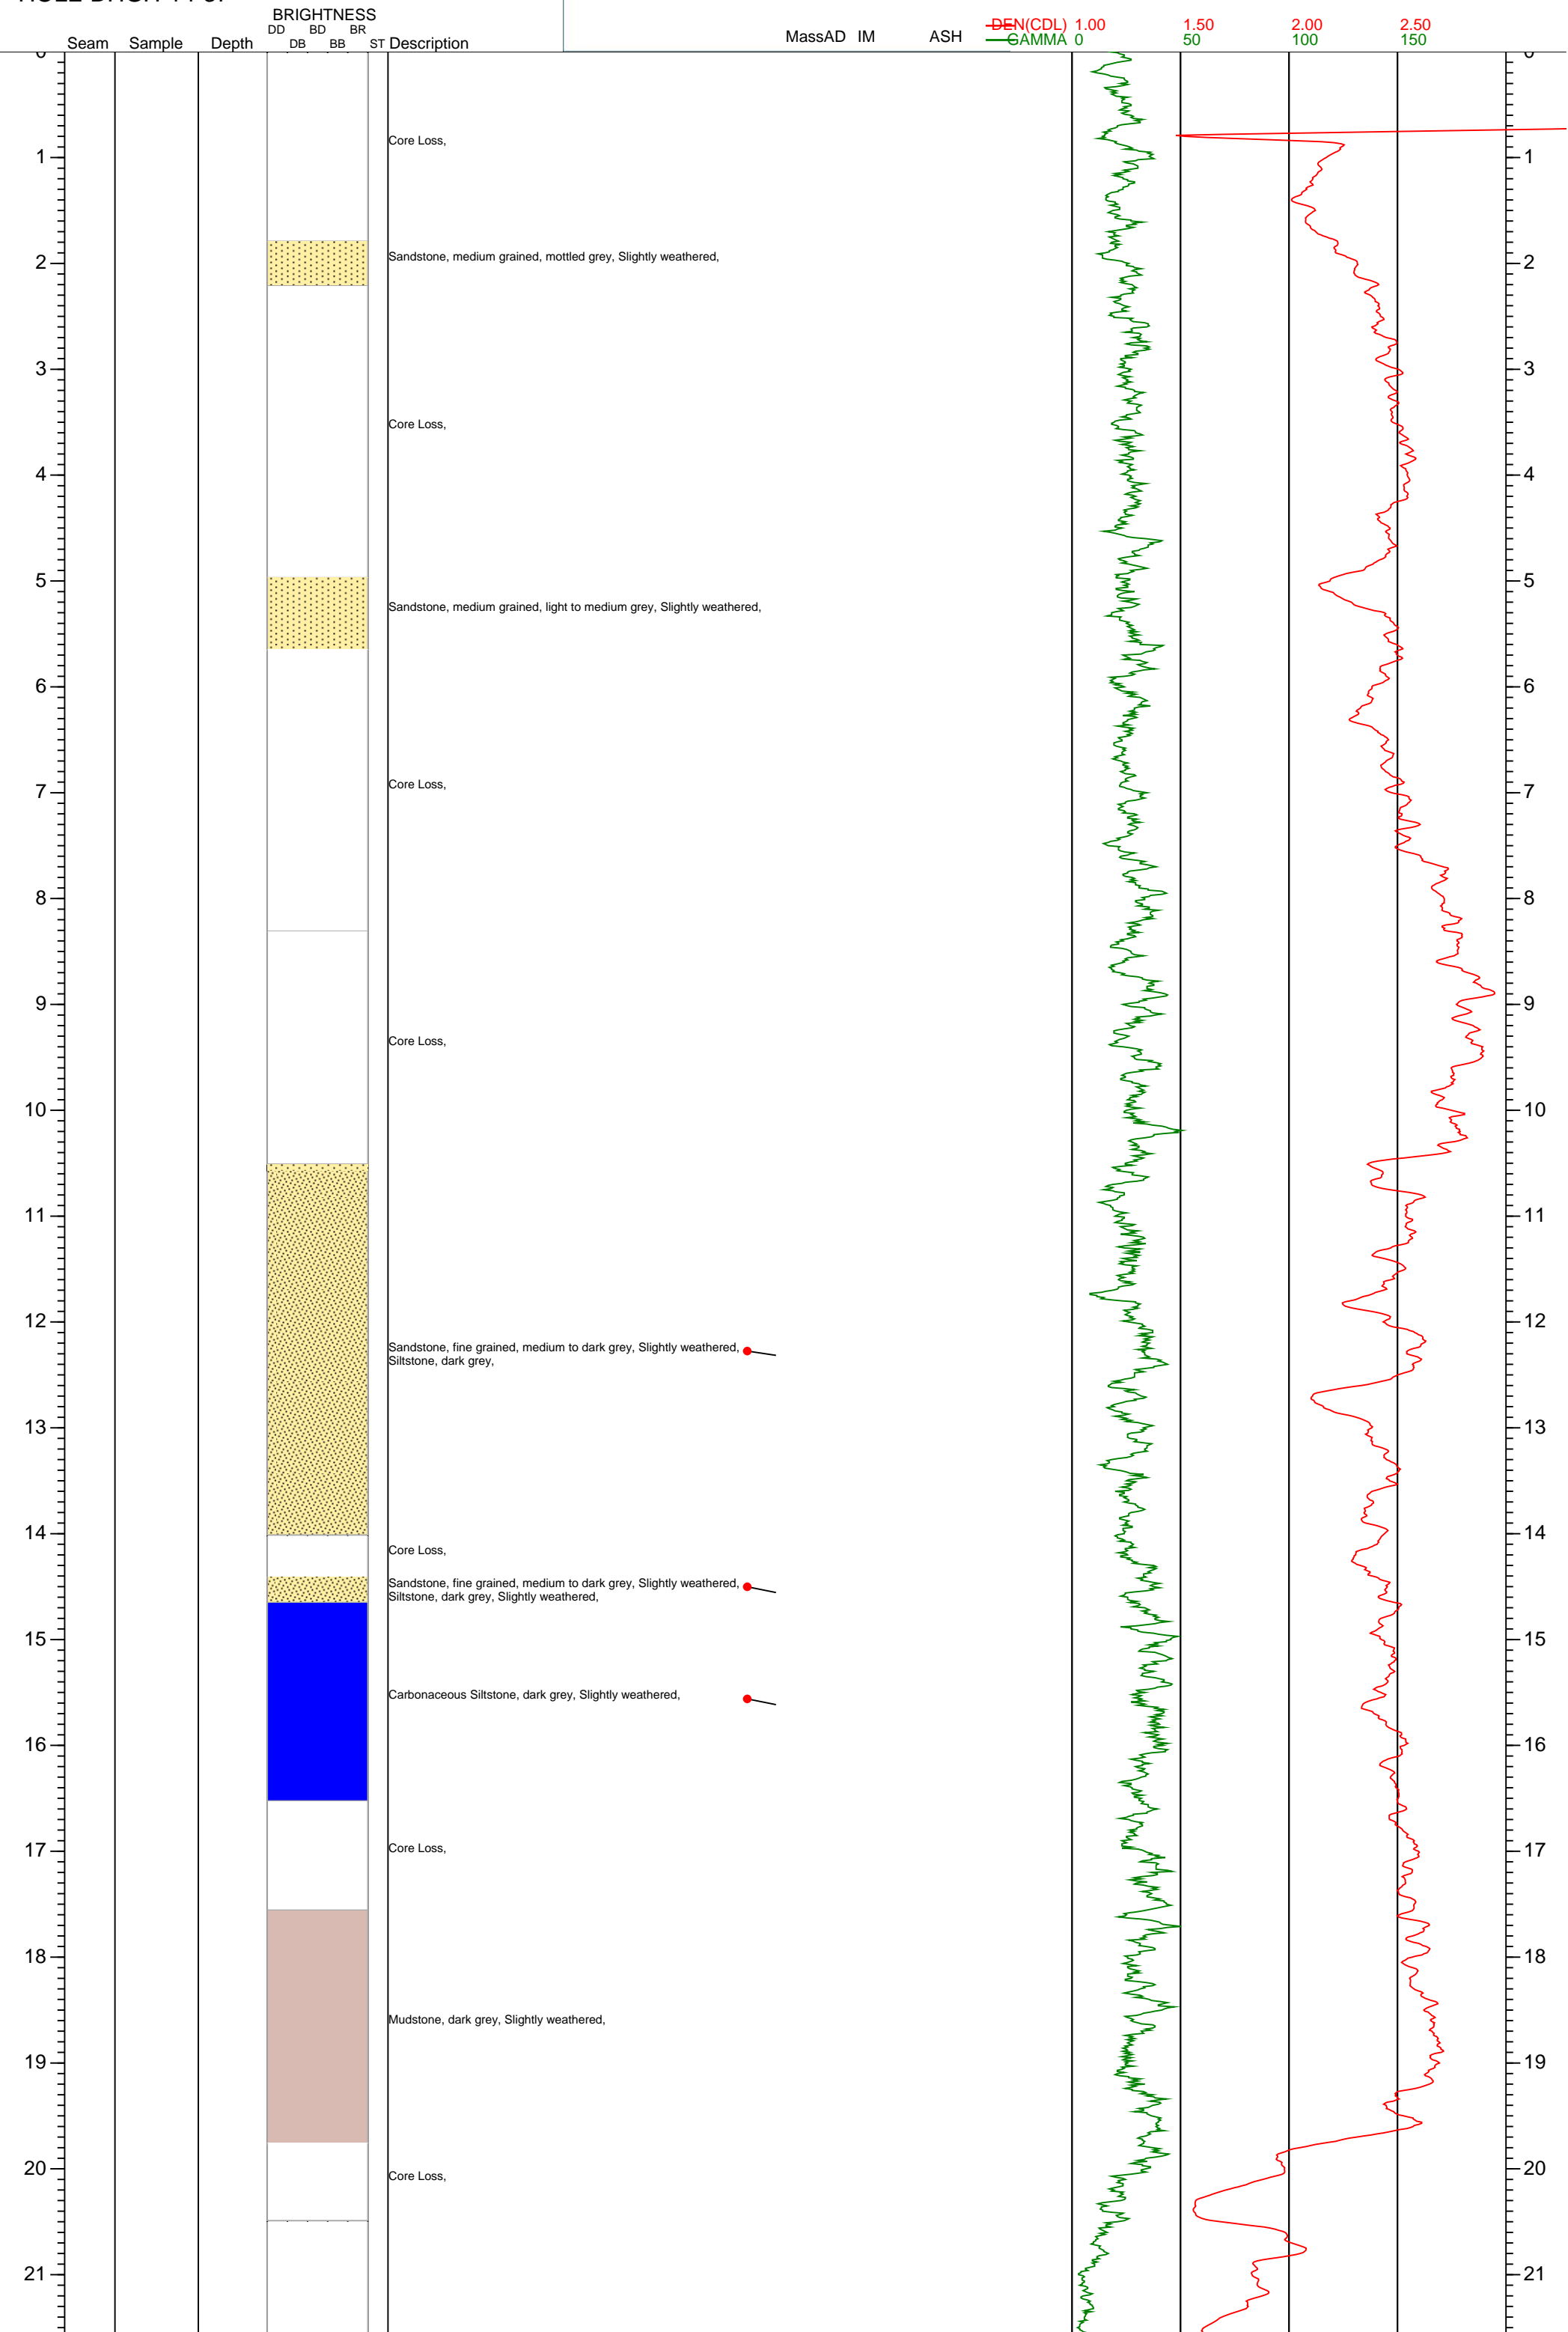 BRIGHTNESS
DD BD BR
DB BB
Seam Sample Depth ST Description MassAD IM ASH
DEN(CDL) 1.00 1.50 2.00 2.50
GAMMA 0 50 100 150
Core Loss,
1 1
Sandstone, medium grained, mottled grey, Slightly weathered,
2 2
3 3
Core Loss,
4 4
5 5
Sandstone, medium grained, light to medium grey, Slightly weathered,
6 6
Core Loss,
7 7
8 8
9 9
Core Loss,
10 10
11 11
12 12
Sandstone, fine grained, medium to dark grey, Slightly weathered,
Siltstone, dark grey,
13 13
14 14
Core Loss,
Sandstone, fine grained, medium to dark grey, Slightly weathered,
Siltstone, dark grey, Slightly weathered,
15 15
Carbonaceous Siltstone, dark grey, Slightly weathered,
16 16
Core Loss,
17 17
18 18
Mudstone, dark grey, Slightly weathered,
19 19
20 20
Core Loss,
21 21